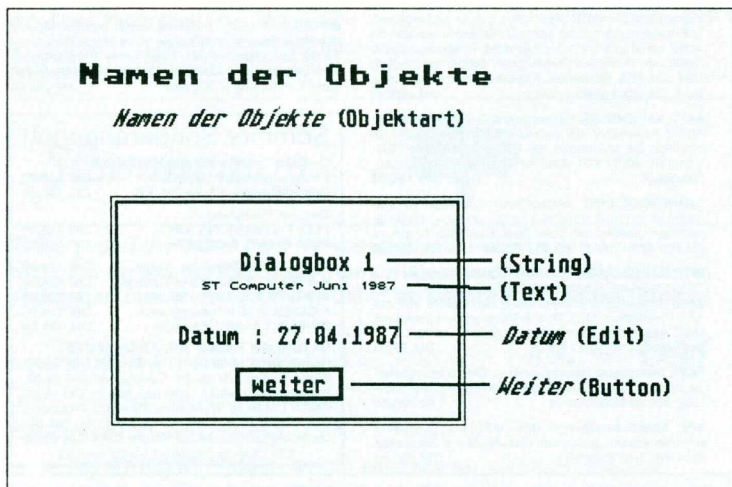 Namen der Objekte
Namen der Objekte (Objektart)
Dialogbox 1 (String)
ST Computer Juni 1987 (Text)
Datum : 27.04.1987 Datum (Edit)
weiter Weiter (Button)